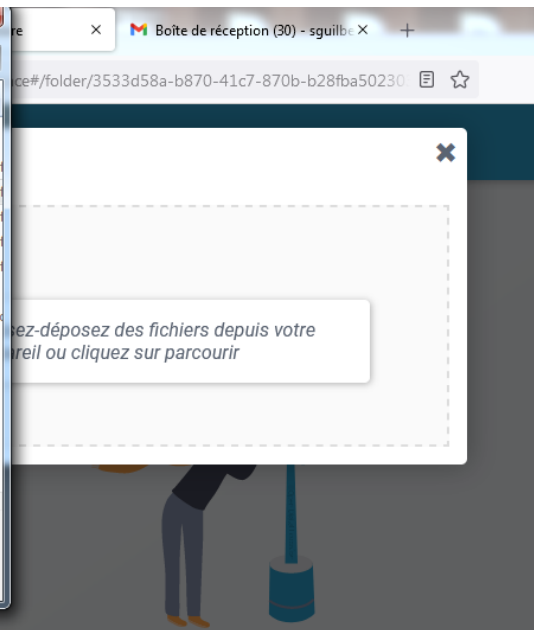 re
Boîte de réception (30) - sguilbe
ce#/folder/3533d58a-b870-41c7-870b-b28fba50230
sez-déposez des fichiers depuis votre
reil ou cliquez sur parcourir